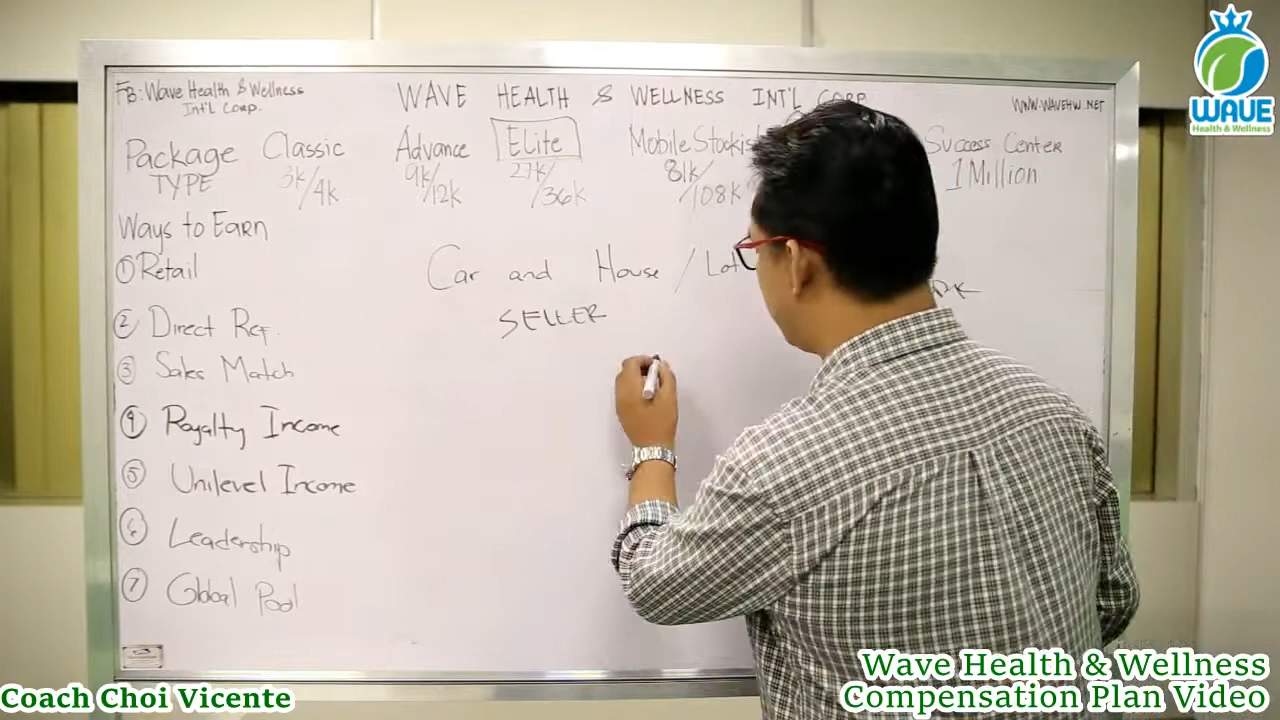 FB: Wave Health & Wellness
Int'l Corp.
WAVE HEALTH & WELLNESS INT'L CORP
WWW.WAVEHW.NET
WAVE
Health & Wellness
Package TYPE
Classic 3k/4k
Advance 9k/12k
Elite 27k/36k
Mobile Stockis 81k/108k
Success Center 1 Million
Ways to Earn
① Retail
Car and House / Lot
SELLER
② Direct Ref.
③ Sales Match
④ Royalty Income
⑤ Unilevel Income
⑥ Leadership
⑦ Global Pool
Coach Choi Vicente
Wave Health & Wellness
Compensation Plan Video